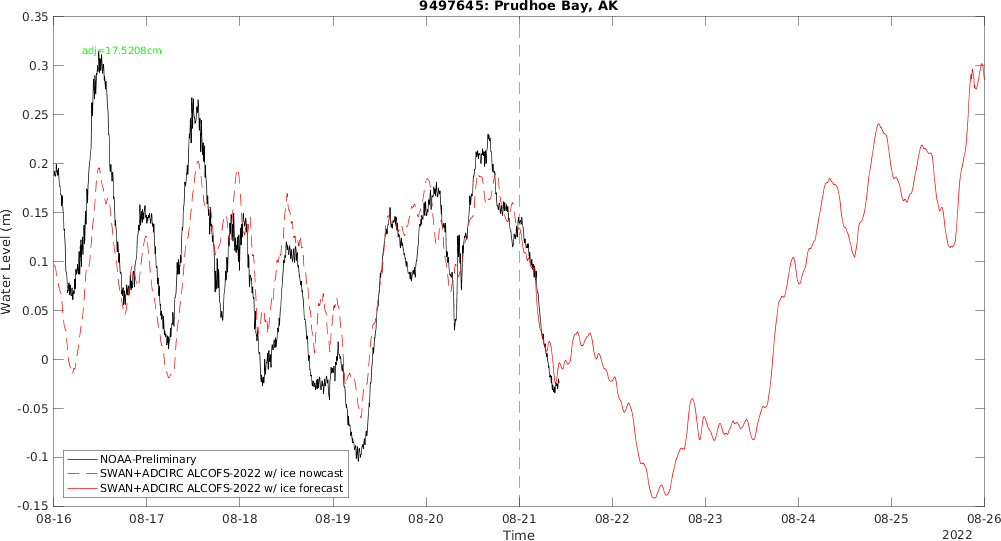 9497645: Prudhoe Bay, AK
adj=17.5208cm
0.35
0.3
0.25
0.2
0.15
0.1
0.05
0
-0.05
-0.1
-0.15
Water Level (m)
NOAA-Preliminary
SWAN+ADCIRC ALCOFS-2022 w/ ice nowcast
SWAN+ADCIRC ALCOFS-2022 w/ ice forecast
08-16 08-17 08-18 08-19 08-20 08-21 08-22 08-23 08-24 08-25 08-26
Time
2022